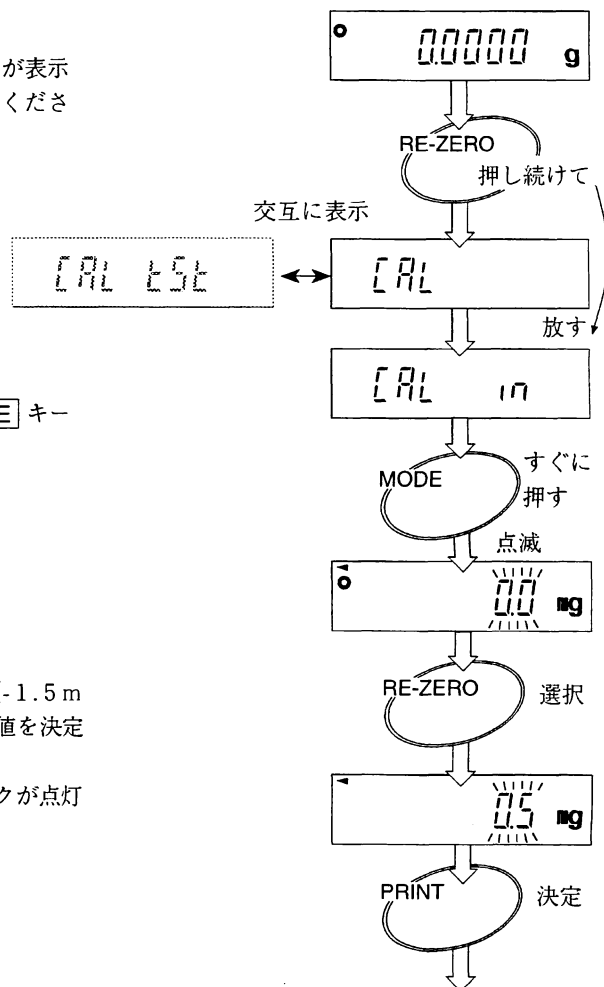 0.0000 g
が表示
くださ
RE-ZERO
押し続けて
交互に表示
CAL tSt
CAL
放す
CAL in
キー
MODE
すぐに
押す
点滅
0.0 mg
RE-ZERO
選択
-1.5 m
値を決定
クが点灯
0.5 mg
PRINT
決定